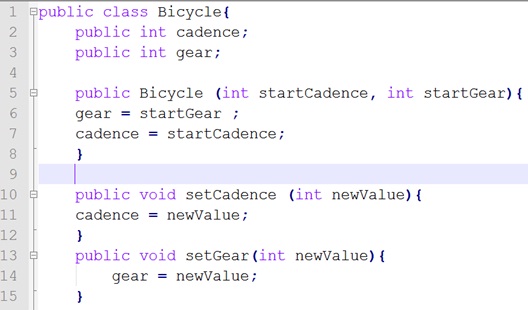 1 public class Bicycle{
2 public int cadence;
3 public int gear;
4
5 public Bicycle (int startCadence, int startGear){
6 gear = startGear ;
7 cadence = startCadence;
8 }
9
10 public void setCadence (int newValue){
11 cadence = newValue;
12 }
13 public void setGear(int newValue){
14 gear = newValue;
15 }